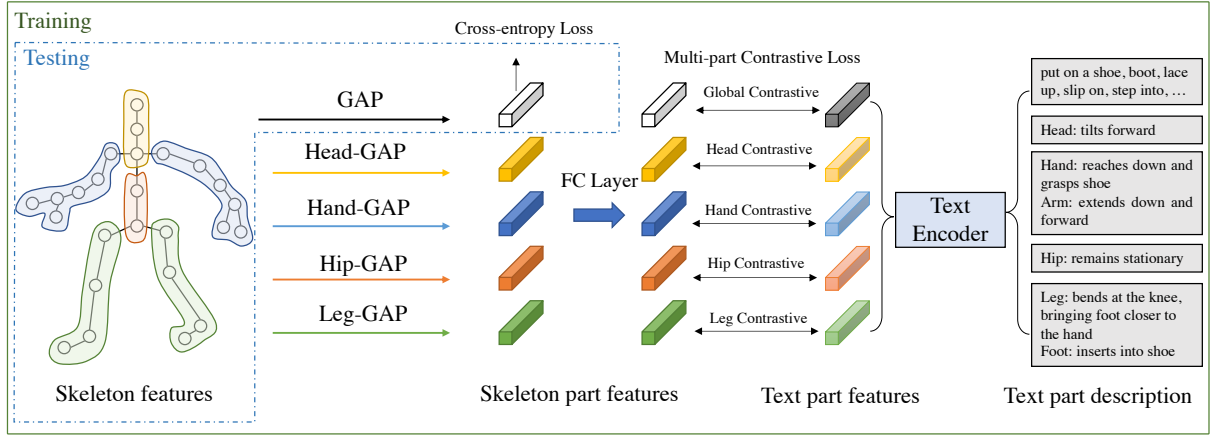 Training
Testing
Cross-entropy Loss
GAP
Head-GAP
Hand-GAP
Hip-GAP
Leg-GAP
FC Layer
Multi-part Contrastive Loss
Global Contrastive
Head Contrastive
Hand Contrastive
Hip Contrastive
Leg Contrastive
Text
Encoder
put on a shoe, boot, lace
up, slip on, step into, …
Head: tilts forward
Hand: reaches down and
grasps shoe
Arm: extends down and
forward
Hip: remains stationary
Leg: bends at the knee,
bringing foot closer to
the hand
Foot: inserts into shoe
Skeleton features
Skeleton part features
Text part features
Text part description